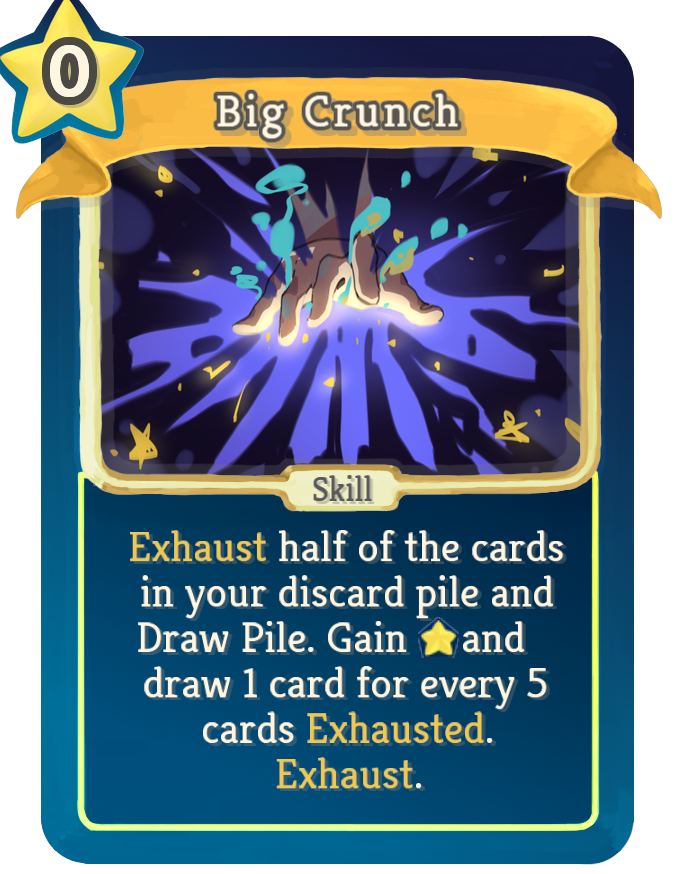 0
Big Crunch
Skill
Exhaust half of the cards
in your discard pile and
Draw Pile. Gain and
draw 1 card for every 5
cards Exhausted.
Exhaust.